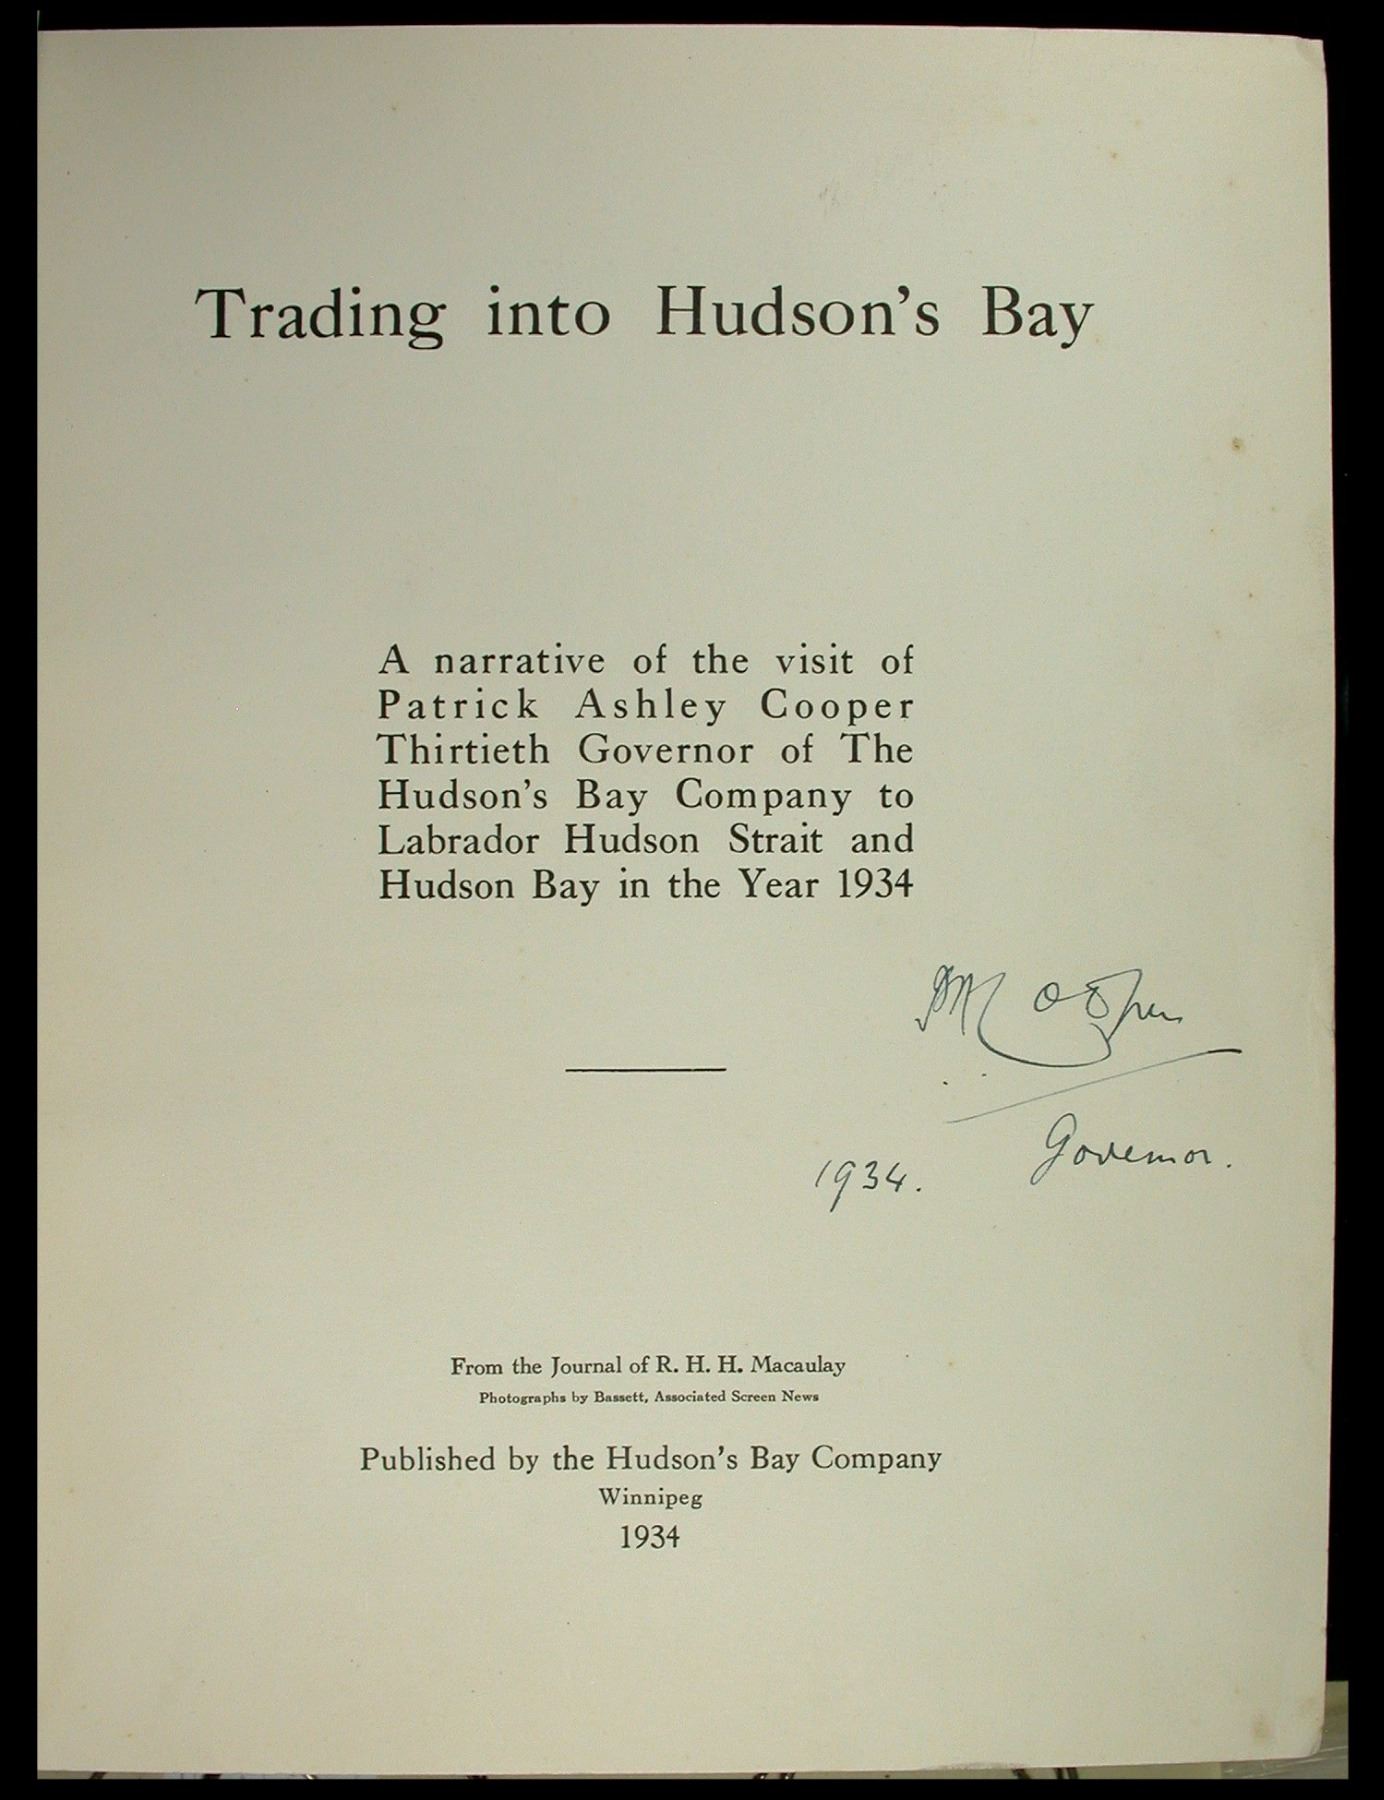 Trading into Hudson's Bay
A narrative of the visit of
Patrick Ashley Cooper
Thirtieth Governor of The
Hudson's Bay Company to
Labrador Hudson Strait and
Hudson Bay in the Year 1934
Cooper
Governor.
1934.
From the Journal of R. H. H. Macaulay
Photographs by Bassett, Associated Screen News
Published by the Hudson's Bay Company
Winnipeg
1934